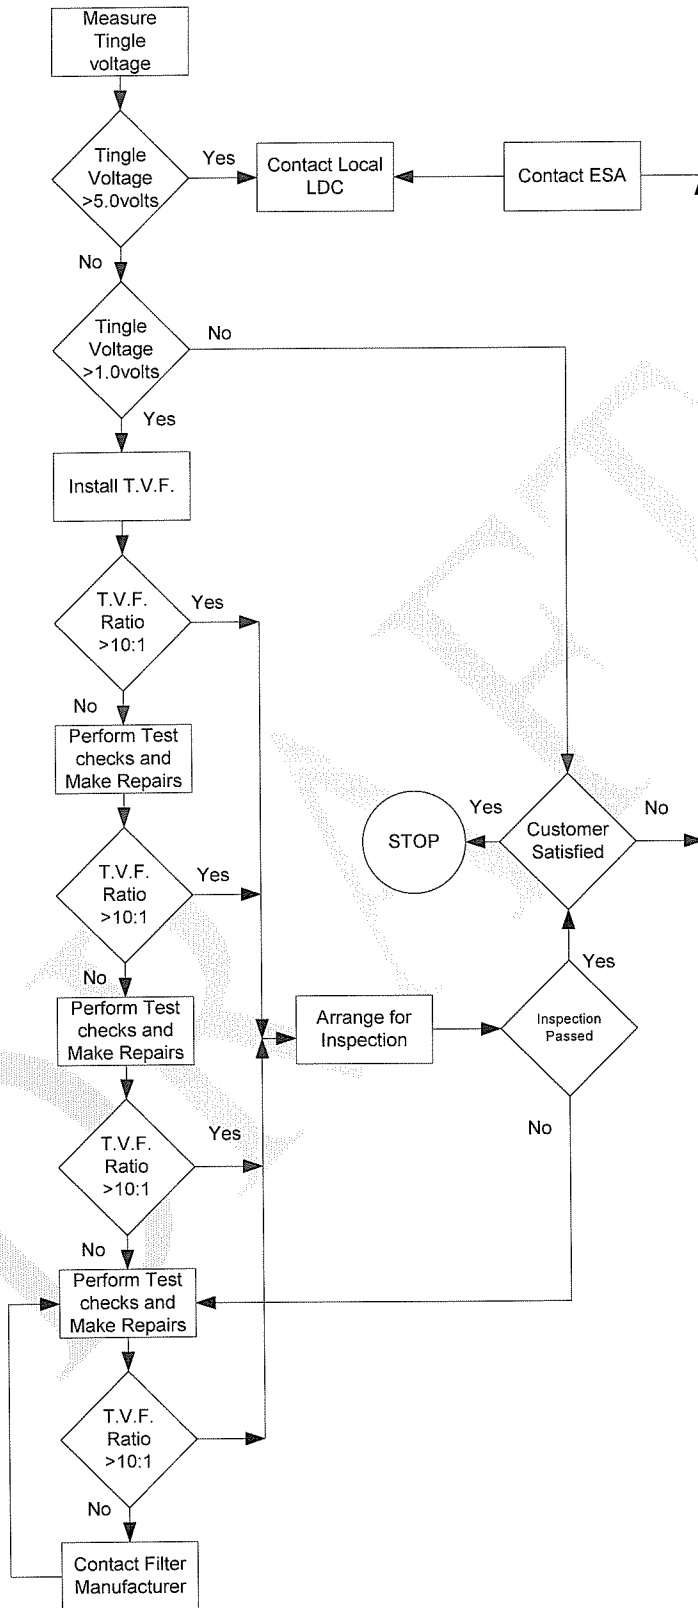 Measure
Tingle
voltage
Tingle
Voltage
>5.0volts
Yes
Contact Local
LDC
Contact ESA
No
Tingle
Voltage
>1.0volts
No
Yes
Install T.V.F.
T.V.F.
Ratio
>10:1
Yes
No
Perform Test
checks and
Make Repairs
T.V.F.
Ratio
>10:1
Yes
STOP
Yes
Customer
Satisfied
No
No
Perform Test
checks and
Make Repairs
Arrange for
Inspection
Yes
Inspection
Passed
No
T.V.F.
Ratio
>10:1
Yes
No
Perform Test
checks and
Make Repairs
T.V.F.
Ratio
>10:1
No
Contact Filter
Manufacturer
DRAFT